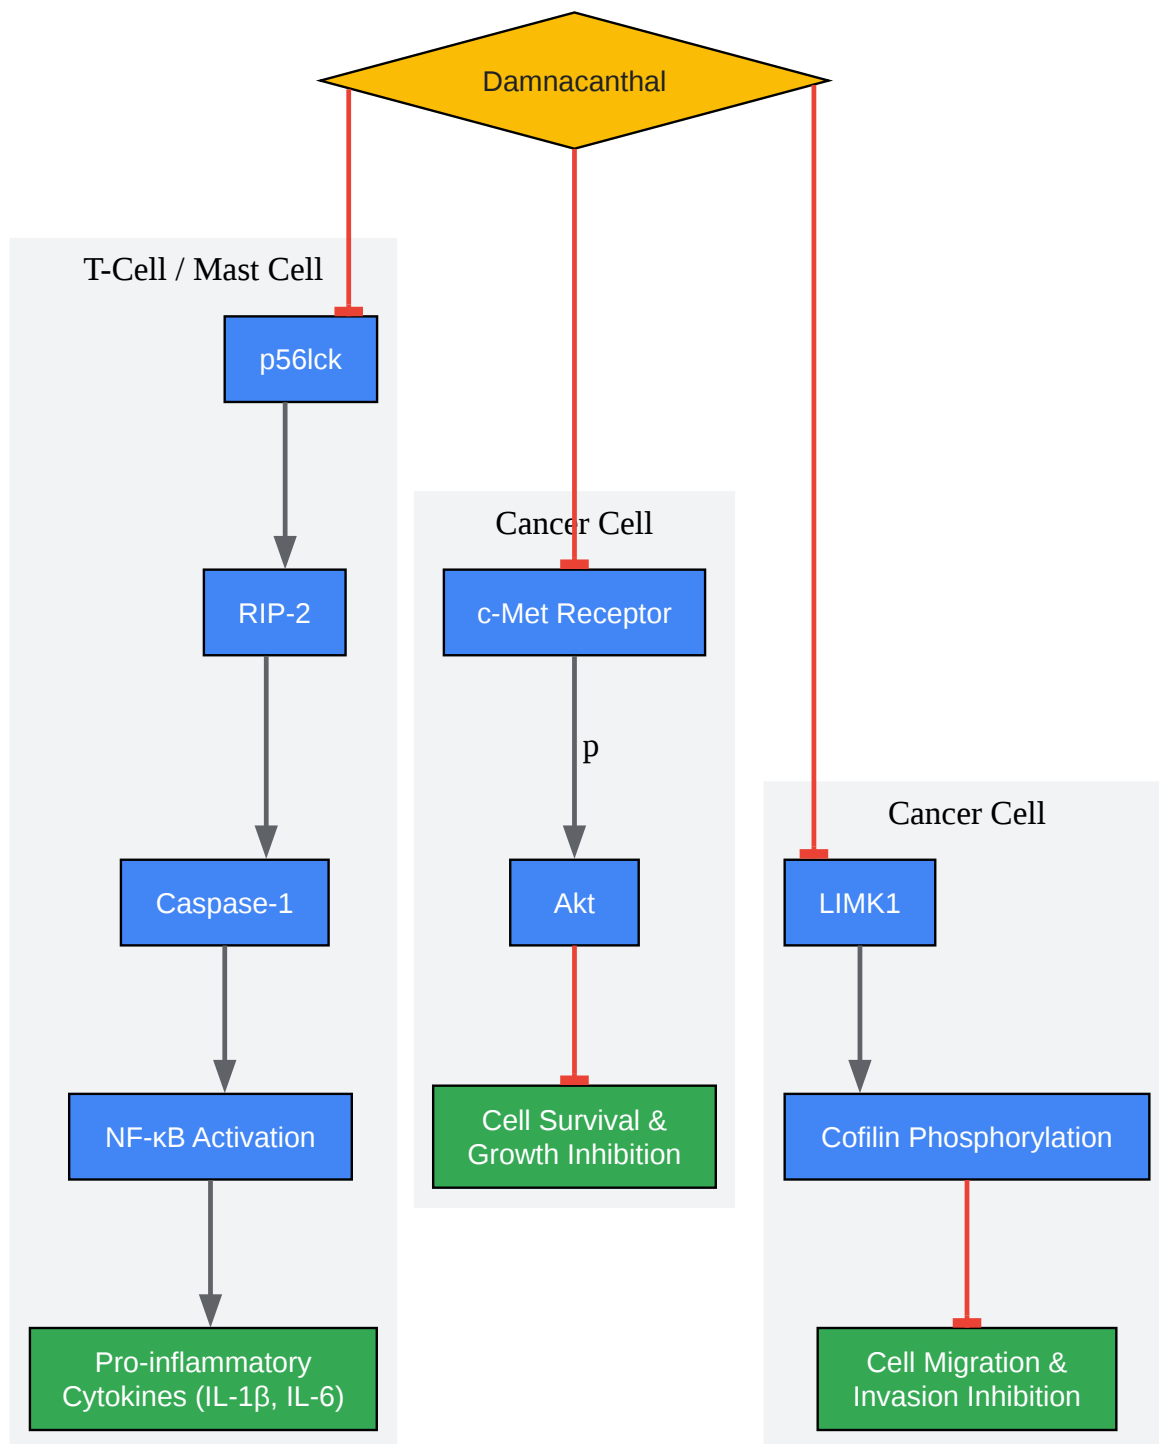 Damnacanthal
T-Cell / Mast Cell
p56lck
RIP-2
Caspase-1
NF-κB Activation
Pro-inflammatory
Cytokines (IL-1β, IL-6)
Cancer Cell
c-Met Receptor
p
Akt
Cell Survival &
Growth Inhibition
Cancer Cell
LIMK1
Cofilin Phosphorylation
Cell Migration &
Invasion Inhibition